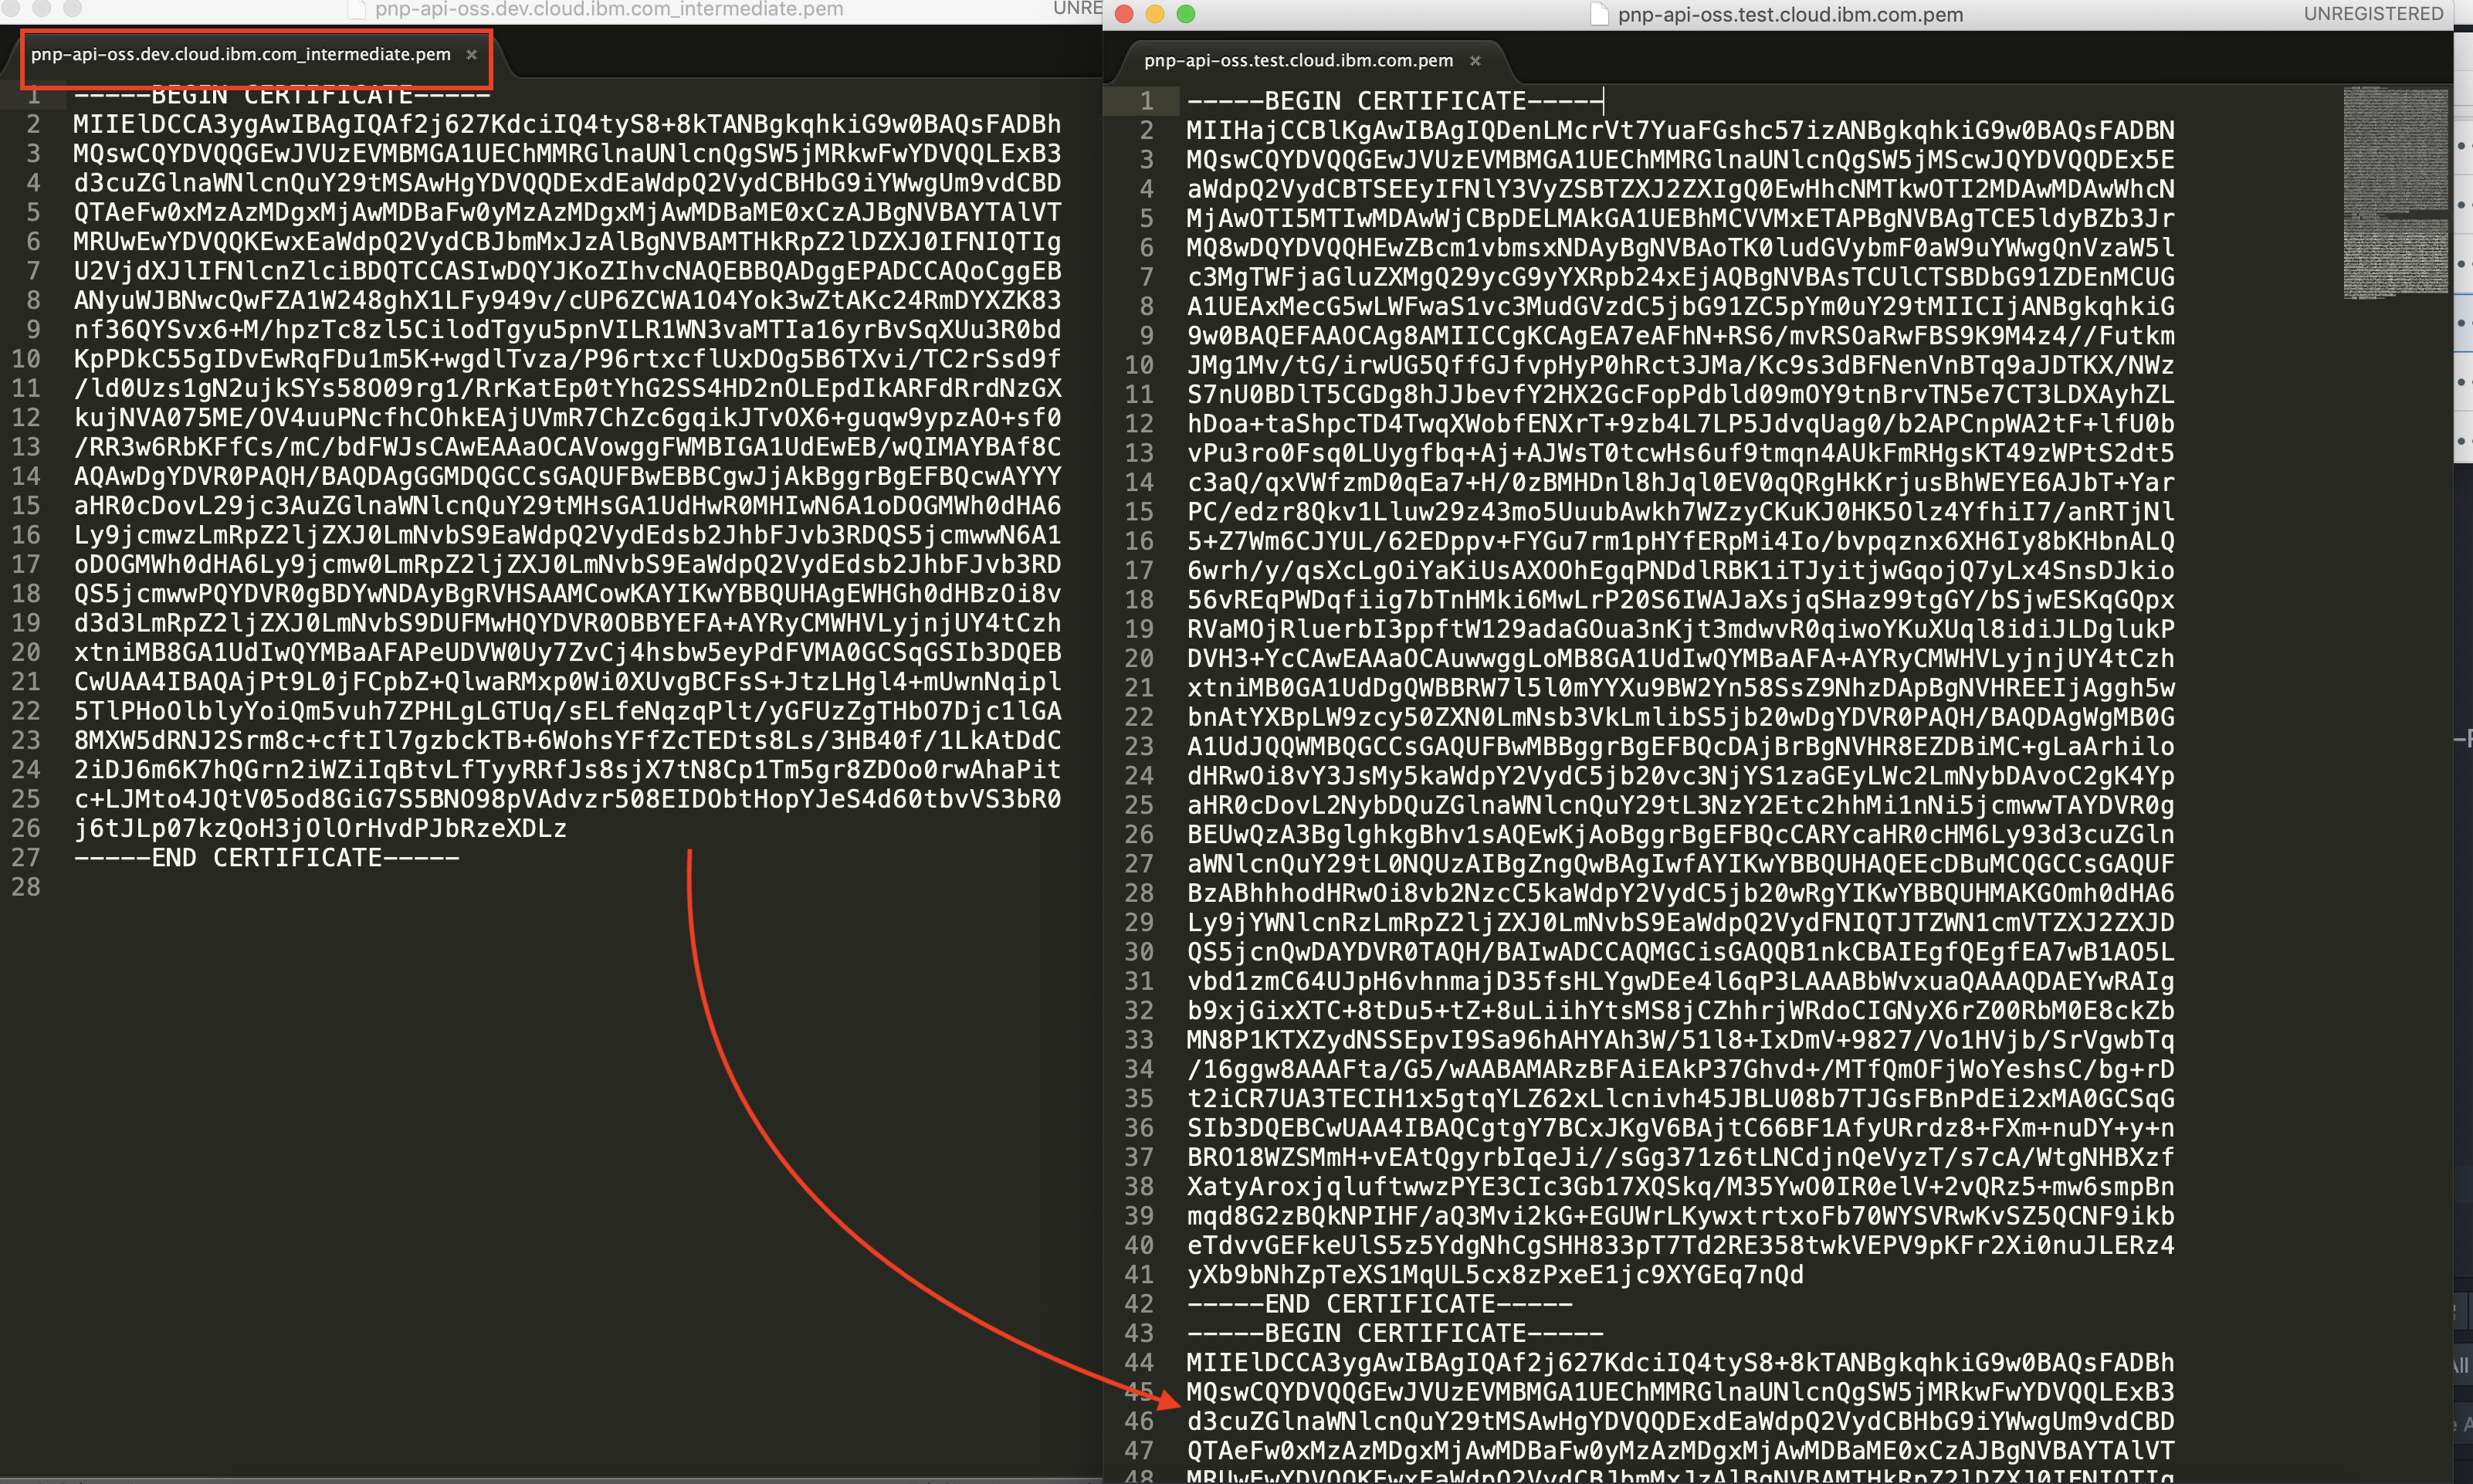 pnp-api-oss.dev.cloud.ibm.com_intermediate.pem
UNRE
pnp-api-oss.dev.cloud.ibm.com_intermediate.pem ×
1 -----BEGIN CERTIFICATE-----
2 MIIElDCCA3ygAwIBAgIQAf2j627KdciIQ4tyS8+8kTANBgkqhkiG9w0BAQsFADBh
3 MQswCQYDVQQGEwJVUzEVMBMGA1UEChMMRGlnaUNlcnQgSW5jMRkwFwYDVQQLExB3
4 d3cuZGlnaWNlcnQuY29tMSAwHgYDVQQDExdEaWdpQ2VydCBHbG9iYWwgUm9vdCBD
5 QTAeFw0xMzAzMDgxMjAwMDBaFw0yMzAzMDgxMjAwMDBaME0xCzAJBgNVBAYTAlVT
6 MRUwEwYDVQQKEwxEaWdpQ2VydCBJbmMxJzAlBgNVBAMTHkRpZ2lDZXJ0IFNIQTIg
7 U2VjdXJlIFNlcnZlciBDQTCCASIwDQYJKoZIhvcNAQEBBQADggEPADCCAQoCggEB
8 ANyuWJBNwcQwFZA1W248ghX1LFy949v/cUP6ZCWA1O4Yok3wZtAKc24RmDYXZK83
9 nf36QYSvx6+M/hpzTc8zl5CilodTgyu5pnVILR1WN3vaMTIa16yrBvSqXUu3R0bd
10 KpPDkC55gIDvEwRqFDu1m5K+wgdlTvza/P96rtxcflUxDOg5B6TXvi/TC2rSsd9f
11 /ld0Uzs1gN2ujkSYs58O09rg1/RrKatEp0tYhG2SS4HD2nOLEpdIkARFdRrdNzGX
12 kujNVA075ME/OV4uuPNcfhCOhkEAjUVmR7ChZc6gqikJTvOX6+guqw9ypzAO+sf0
13 /RR3w6RbKFfCs/mC/bdFWJsCAwEAAaOCAVowggFWMBIGA1UdEwEB/wQIMAYBAf8C
14 AQAwDgYDVR0PAQH/BAQDAgGGMDQGCCsGAQUFBwEBBCgwJjAkBggrBgEFBQcwAYYY
15 aHR0cDovL29jc3AuZGlnaWNlcnQuY29tMHsGA1UdHwR0MHIwN6A1oDOGMWh0dHA6
16 Ly9jcmwzLmRpZ2ljZXJ0LmNvbS9EaWdpQ2VydEdsb2JhbFJvb3RDQS5jcmwwN6A1
17 oDOGMWh0dHA6Ly9jcmw0LmRpZ2ljZXJ0LmNvbS9EaWdpQ2VydEdsb2JhbFJvb3RD
18 QS5jcmwwPQYDVR0gBDYwNDAyBgRVHSAAMCowKAYIKwYBBQUHAgEWHGh0dHBzOi8v
19 d3d3LmRpZ2ljZXJ0LmNvbS9DUFMwHQYDVR0OBBYEFA+AYRyCMWHVLyjnjUY4tCzh
20 xtniMB8GA1UdIwQYMBaAFAPeUDVW0Uy7ZvCj4hsbw5eyPdFVMA0GCSqGSIb3DQEB
21 CwUAA4IBAQAjPt9L0jFCpbZ+QlwaRMxp0Wi0XUvgBCFsS+JtzLHgl4+mUwnNqipl
22 5TlPHoOlblyYoiQm5vuh7ZPHLgLGTUq/sELfeNqzqPlt/yGFUzZgTHbO7Djc1lGA
23 8MXW5dRNJ2Srm8c+cftIl7gzbckTB+6WohsYFfZcTEDts8Ls/3HB40f/1LkAtDdC
24 2iDJ6m6K7hQGrn2iWZiIqBtvLfTyyRRfJs8sjX7tN8Cp1Tm5gr8ZDOo0rwAhaPit
25 c+LJMto4JQtV05od8GiG7S5BNO98pVAdvzr508EIDObtHopYJeS4d60tbvVS3bR0
26 j6tJLp07kzQoH3jOlOrHvdPJbRzeXDLz
27 -----END CERTIFICATE-----
28
pnp-api-oss.test.cloud.ibm.com.pem
UNREGISTERED
pnp-api-oss.test.cloud.ibm.com.pem ×
1 -----BEGIN CERTIFICATE-----
2 MIIHajCCBlKgAwIBAgIQDenLMcrVt7YuaFGshc57izANBgkqhkiG9w0BAQsFADBN
3 MQswCQYDVQQGEwJVUzEVMBMGA1UEChMMRGlnaUNlcnQgSW5jMScwJQYDVQQDEx5E
4 aWdpQ2VydCBTSEEyIFNlY3VyZSBTZXJ2ZXIgQ0EwHhcNMTkwOTI2MDAwMDAwWhcN
5 MjAwOTI5MTIwMDAwWjCBpDELMAkGA1UEBhMCVVMxETAPBgNVBAgTCE5ldyBZb3Jr
6 MQ8wDQYDVQQHEwZBcm1vbmsxNDAyBgNVBAoTK0ludGVybmF0aW9uYWwgQnVzaW5l
7 c3MgTWFjaGluZXMgQ29ycG9yYXRpb24xEjAQBgNVBAsTCUlCTSBDbG91ZDEnMCUG
8 A1UEAxMecG5wLWFwaS1vc3MudGVzdC5jbG91ZC5pYm0uY29tMIICIjANBgkqhkiG
9 9w0BAQEFAAOCAg8AMIICCgKCAgEA7eAFhN+RS6/mvRSOaRwFBS9K9M4z4//Futkm
10 JMg1Mv/tG/irwUG5QffGJfvpHyP0hRct3JMa/Kc9s3dBFNenVnBTq9aJDTKX/NWz
11 S7nU0BDlT5CGDg8hJJbevfY2HX2GcFopPdbld09mOY9tnBrvTN5e7CT3LDXAyhZL
12 hDoa+taShpcTD4TwqXWobfENXrT+9zb4L7LP5JdvqUag0/b2APCnpWA2tF+lfU0b
13 vPu3ro0Fsq0LUygfbq+Aj+AJWsT0tcwHs6uf9tmqn4AUkFmRHgsKT49zWPtS2dt5
14 c3aQ/qxVWfzmD0qEa7+H/0zBMHDnl8hJql0EV0qQRgHkKrjusBhWEYE6AJbT+Yar
15 PC/edzr8Qkv1Lluw29z43mo5UuubAwkh7WZzyCKuKJ0HK5Olz4YfhiI7/anRTjNl
16 5+Z7Wm6CJYUL/62EDppv+FYGu7rm1pHYfERpMi4Io/bvpqznx6XH6Iy8bKHbnALQ
17 6wrh/y/qsXcLgOiYaKiUsAXOOhEgqPNDdlRBK1iTJyitjwGqojQ7yLx4SnsDJkio
18 56vREqPWDqfiig7bTnHMki6MwLrP20S6IWAJaXsjqSHaz99tgGY/bSjwESKqGQpx
19 RVaMOjRluerbI3ppftW129adaGOua3nKjt3mdwvR0qiwoYKuXUql8idiJLDglukP
20 DVH3+YcCAwEAAaOCAuwwggLoMB8GA1UdIwQYMBaAFA+AYRyCMWHVLyjnjUY4tCzh
21 xtniMB0GA1UdDgQWBBRW7l5l0mYYXu9BW2Yn58SsZ9NhzDApBgNVHREEIjAggh5w
22 bnAtYXBpLW9zcy50ZXN0LmNsb3VkLmlibS5jb20wDgYDVR0PAQH/BAQDAgWgMB0G
23 A1UdJQQWMBQGCCsGAQUFBwMBBggrBgEFBQcDAjBrBgNVHR8EZDBiMC+gLaArhilo
24 dHRwOi8vY3JsMy5kaWdpY2VydC5jb20vc3NjYS1zaGEyLWc2LmNybDAvoC2gK4Yp
25 aHR0cDovL2NybDQuZGlnaWNlcnQuY29tL3NzY2Etc2hhMi1nNi5jcmwwTAYDVR0g
26 BEUwQzA3BglghkgBhv1sAQEwKjAoBggrBgEFBQcCARYcaHR0cHM6Ly93d3cuZGln
27 aWNlcnQuY29tL0NQUzAIBgZngQwBAgIwfAYIKwYBBQUHAQEEcDBuMCQGCCsGAQUF
28 BzABhhhodHRwOi8vb2NzcC5kaWdpY2VydC5jb20wRgYIKwYBBQUHMAKGOmh0dHA6
29 Ly9jYWNlcnRzLmRpZ2ljZXJ0LmNvbS9EaWdpQ2VydFNIQTJTZWN1cmVTZXJ2ZXJD
30 QS5jcnQwDAYDVR0TAQH/BAIwADCCAQMGCisGAQQB1nkCBAIEgfQEgfEA7wB1AO5L
31 vbd1zmC64UJpH6vhnmajD35fsHLYgwDEe4l6qP3LAAABbWvxuaQAAAQDAEYwRAIg
32 b9xjGixXTC+8tDu5+tZ+8uLiihYtsMS8jCZhhrjWRdoCIGNyX6rZ00RbM0E8ckZb
33 MN8P1KTXZydNSSEpvI9Sa96hAHYAh3W/51l8+IxDmV+9827/Vo1HVjb/SrVgwbTq
34 /16ggw8AAAFta/G5/wAABAMARzBFAiEAkP37Ghvd+/MTfQmOFjWoYeshsC/bg+rD
35 t2iCR7UA3TECIH1x5gtqYLZ62xLlcnivh45JBLU08b7TJGsFBnPdEi2xMA0GCSqG
36 SIb3DQEBCwUAA4IBAQCgtgY7BCxJKgV6BAjtC66BF1AfyURrdz8+FXm+nuDY+y+n
37 BRO18WZSMmH+vEAtQgyrbIqeJi//sGg371z6tLNCdjnQeVyzT/s7cA/WtgNHBXzf
38 XatyAroxjqluftwwzPYE3CIc3Gb17XQSkq/M35YwO0IR0elV+2vQRz5+mw6smpBn
39 mqd8G2zBQkNPIHF/aQ3Mvi2kG+EGUWrLKywxtrtxoFb70WYSVRwKvSZ5QCNF9ikb
40 eTdvvGEFkeUlS5z5YdgNhCgSHH833pT7Td2RE358twkVEPV9pKFr2Xi0nuJLERz4
41 yXb9bNhZpTeXS1MqUL5cx8zPxeE1jc9XYGEq7nQd
42 -----END CERTIFICATE-----
43 -----BEGIN CERTIFICATE-----
44 MIIElDCCA3ygAwIBAgIQAf2j627KdciIQ4tyS8+8kTANBgkqhkiG9w0BAQsFADBh
45 MQswCQYDVQQGEwJVUzEVMBMGA1UEChMMRGlnaUNlcnQgSW5jMRkwFwYDVQQLExB3
46 d3cuZGlnaWNlcnQuY29tMSAwHgYDVQQDExdEaWdpQ2VydCBHbG9iYWwgUm9vdCBD
47 QTAeFw0xMzAzMDgxMjAwMDBaFw0yMzAzMDgxMjAwMDBaME0xCzAJBgNVBAYTAlVT
48 MRUwEwYDVQQKEwxEaWdpQ2VydCBJbmMxJzAlBgNVBAMTHkRpZ2lDZXJ0IFNIQTIg